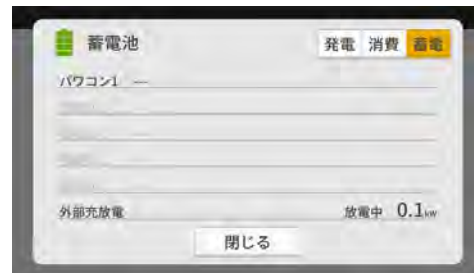 蓄電池 発電 消費 蓄電
パワコン1 ---
外部充放電 放電中 0.1kW
閉じる